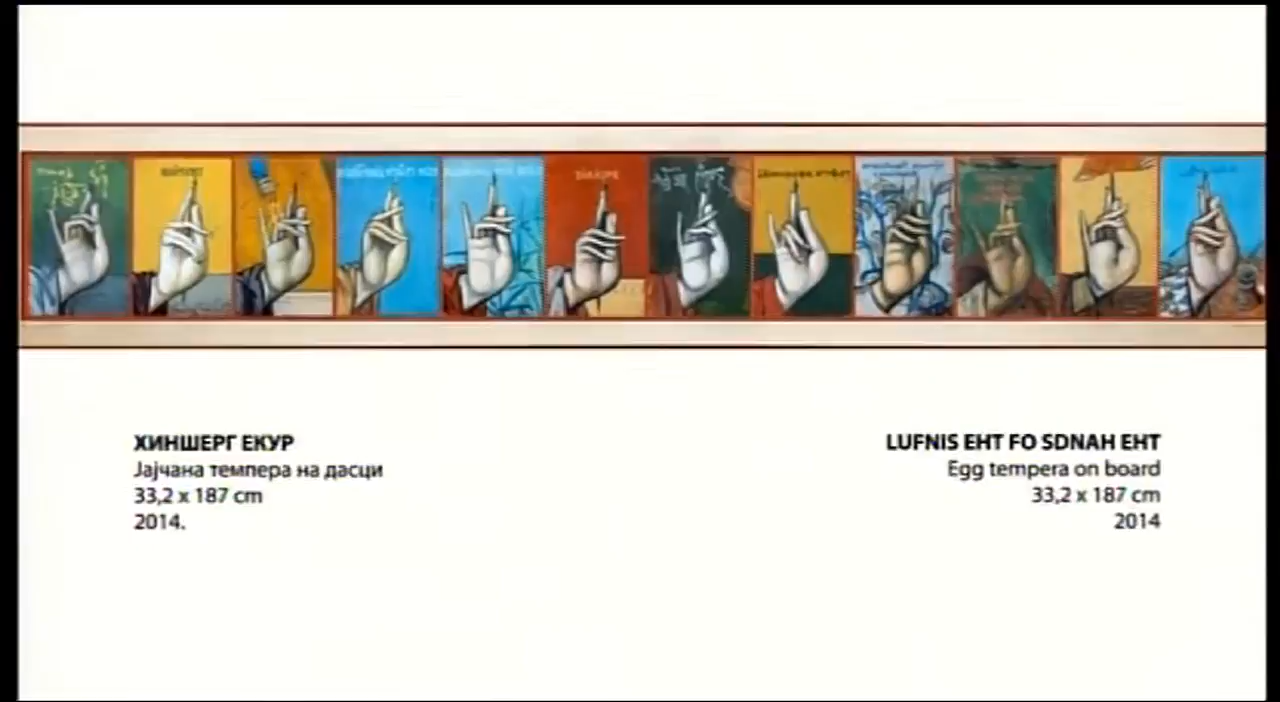 ХИНШЕРГ ЕКУР
Јајчана темпера на дасци
33,2 x 187 cm
2014.
LUFNIS EHT FO SDNAH EHT
Egg tempera on board
33,2 x 187 cm
2014